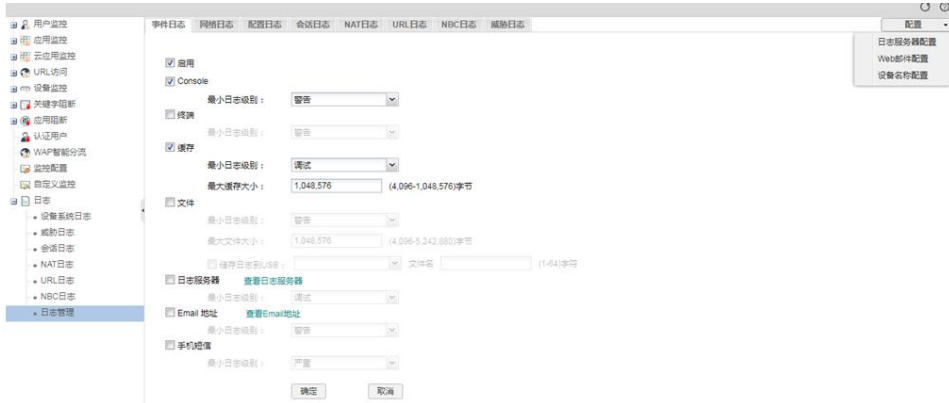 事件日志 网络日志 配置日志 会话日志 NAT日志 URL日志 NBC日志 威胁日志 配置
日志服务器配置
Web邮件配置
设备名称配置
用户监控
应用监控
云应用监控
URL访问
设备监控
关键字阻断
应用阻断
认证用户
WAP智能分流
监控配置
自定义监控
日志
设备系统日志
威胁日志
会话日志
NAT日志
URL日志
NBC日志
日志管理
启用
Console
最小日志级别： 警告
终端
最小日志级别： 警告
缓存
最小日志级别： 调试
最大缓存大小： 1,048,576 (4,096-1,048,576)字节
文件
最小日志级别： 警告
最大文件大小： 1,048,576 (4,096-5,242,880)字节
储存日志到USB： 文件名 (1-64)字符
日志服务器 查看日志服务器
最小日志级别： 调试
Email 地址 查看Email地址
最小日志级别： 警告
手机短信
最小日志级别： 严重
确定 取消